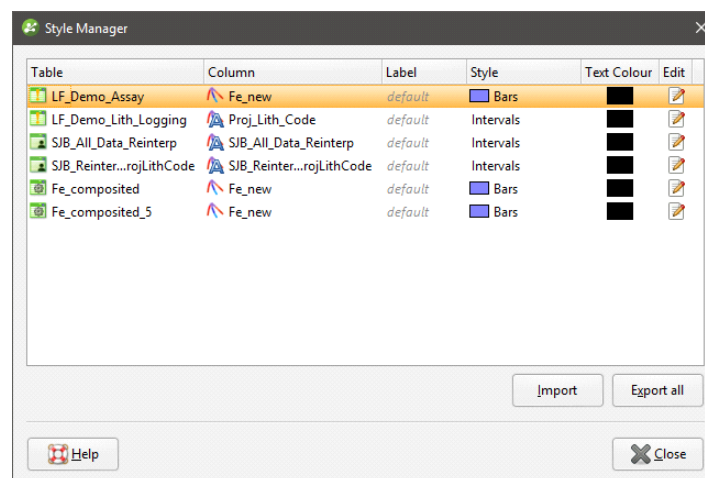 Style Manager
Table Column Label Style Text Colour Edit
LF_Demo_Assay Fe_new default Bars
LF_Demo_Lith_Logging Proj_Lith_Code default Intervals
SJB_All_Data_Reinterp SJB_All_Data_Reinterp default Intervals
SJB_Reinter...rojLithCode SJB_Reinter...rojLithCode default Intervals
Fe_composited Fe_new default Bars
Fe_composited_5 Fe_new default Bars
Import Export all
Help Close